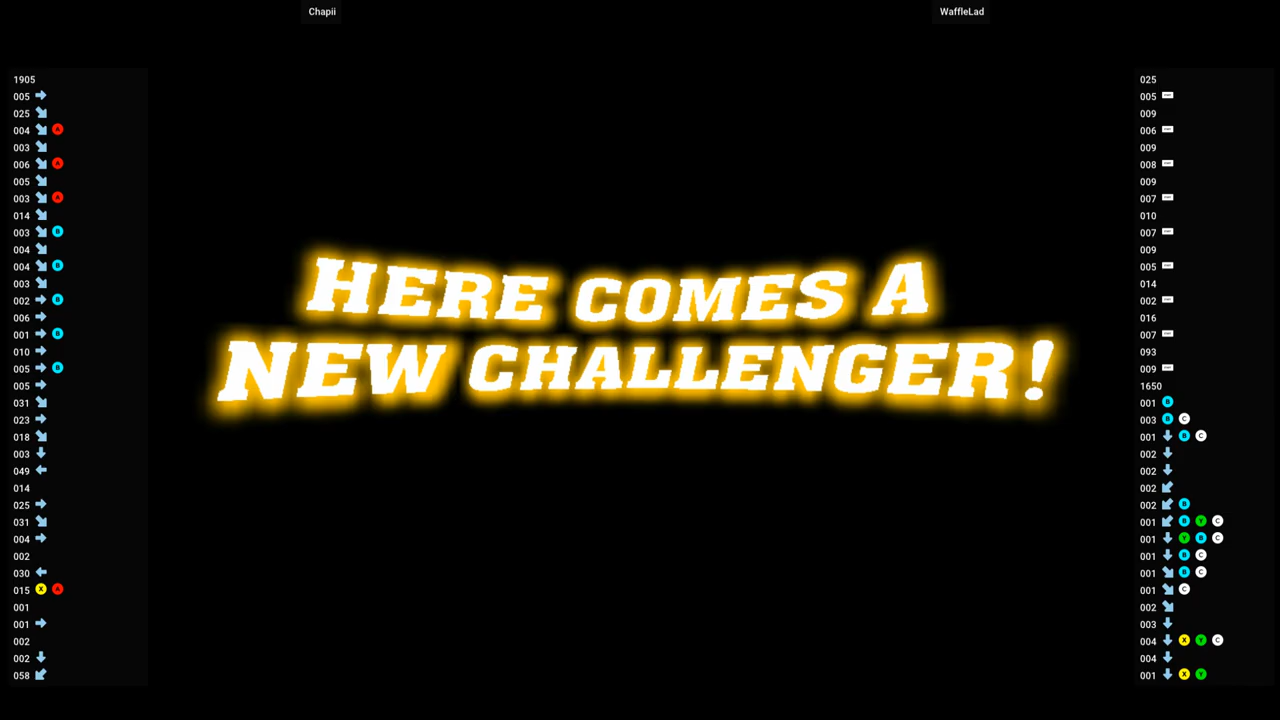 Chapii
WaffleLad
1905
005
025
004 A
003
006 A
005
003 A
014
003 B
004
004 B
003
002 B
006
001 B
010
005 B
005
031
023
018
003
049
014
025
031
004
002
030
015 X A
001
001
002
002
058
HERE COMES A
NEW CHALLENGER!
025
005
009
006
009
008
009
007
010
007
009
005
014
002
016
007
093
009
1650
001 B
003 B C
001 B C
002
002
002
002 B
001 B Y C
001 Y B C
001 B C
001 B C
001 C
002
003
004 X Y C
004
001 X Y